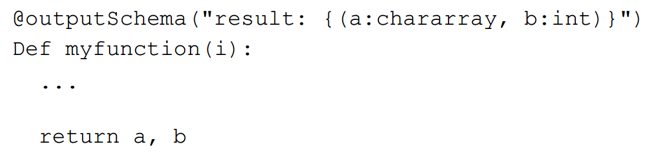 @outputSchema("result: {(a:chararray, b:int)}")
Def myfunction(i):
...
return a, b